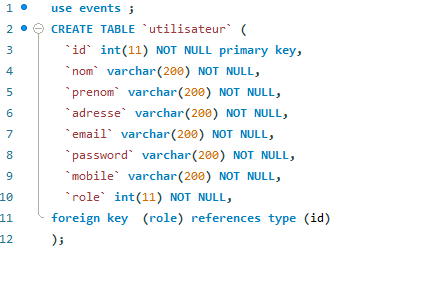 1 use events ;
2 CREATE TABLE `utilisateur` (
3 `id` int(11) NOT NULL primary key,
4 `nom` varchar(200) NOT NULL,
5 `prenom` varchar(200) NOT NULL,
6 `adresse` varchar(200) NOT NULL,
7 `email` varchar(200) NOT NULL,
8 `password` varchar(200) NOT NULL,
9 `mobile` varchar(200) NOT NULL,
10 `role` int(11) NOT NULL,
11 foreign key (role) references type (id)
12 );